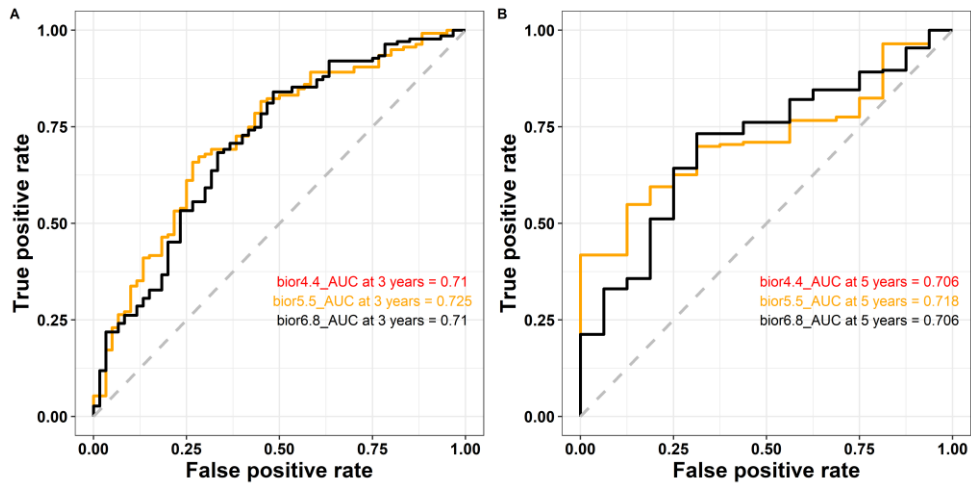 A
True positive rate
1.00
0.75
0.50
0.25
0.00
bior4.4_AUC at 3 years = 0.71
bior5.5_AUC at 3 years = 0.725
bior6.8_AUC at 3 years = 0.71
0.00 0.25 0.50 0.75 1.00
False positive rate
B
True positive rate
1.00
0.75
0.50
0.25
0.00
bior4.4_AUC at 5 years = 0.706
bior5.5_AUC at 5 years = 0.718
bior6.8_AUC at 5 years = 0.706
0.00 0.25 0.50 0.75 1.00
False positive rate